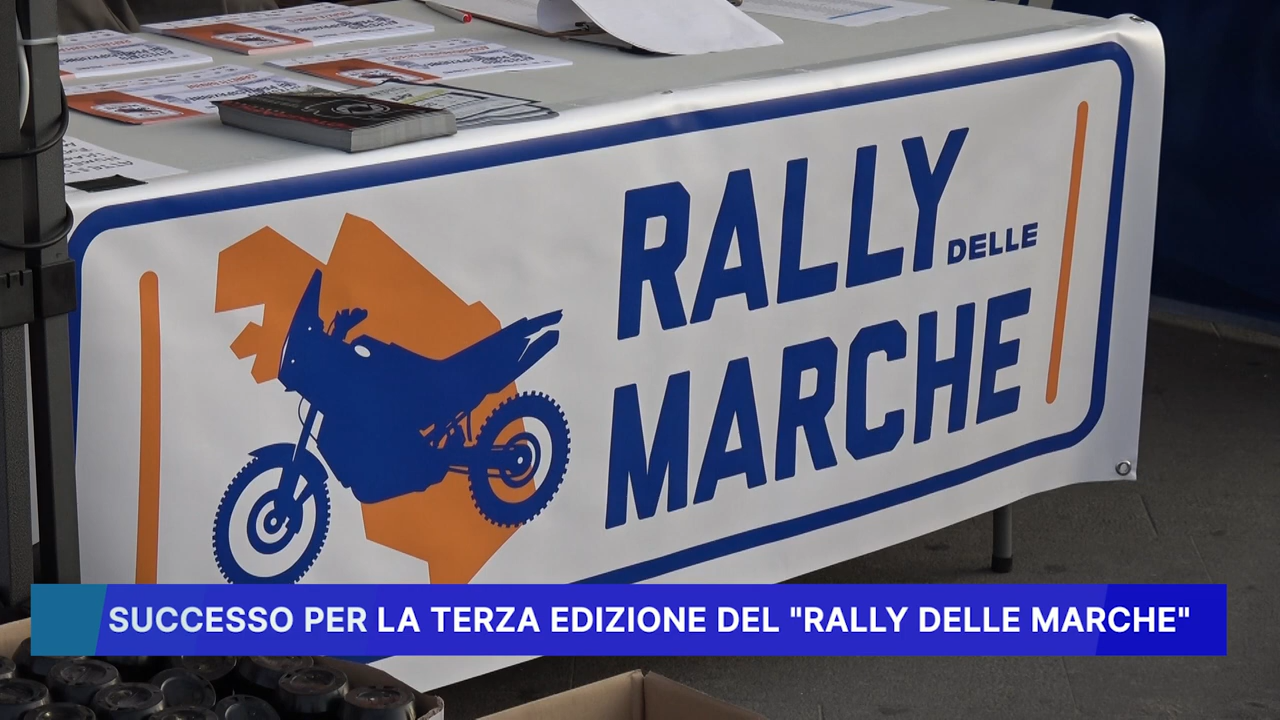 RALLY
DELLE
MARCHE
SUCCESSO PER LA TERZA EDIZIONE DEL "RALLY DELLE MARCHE"